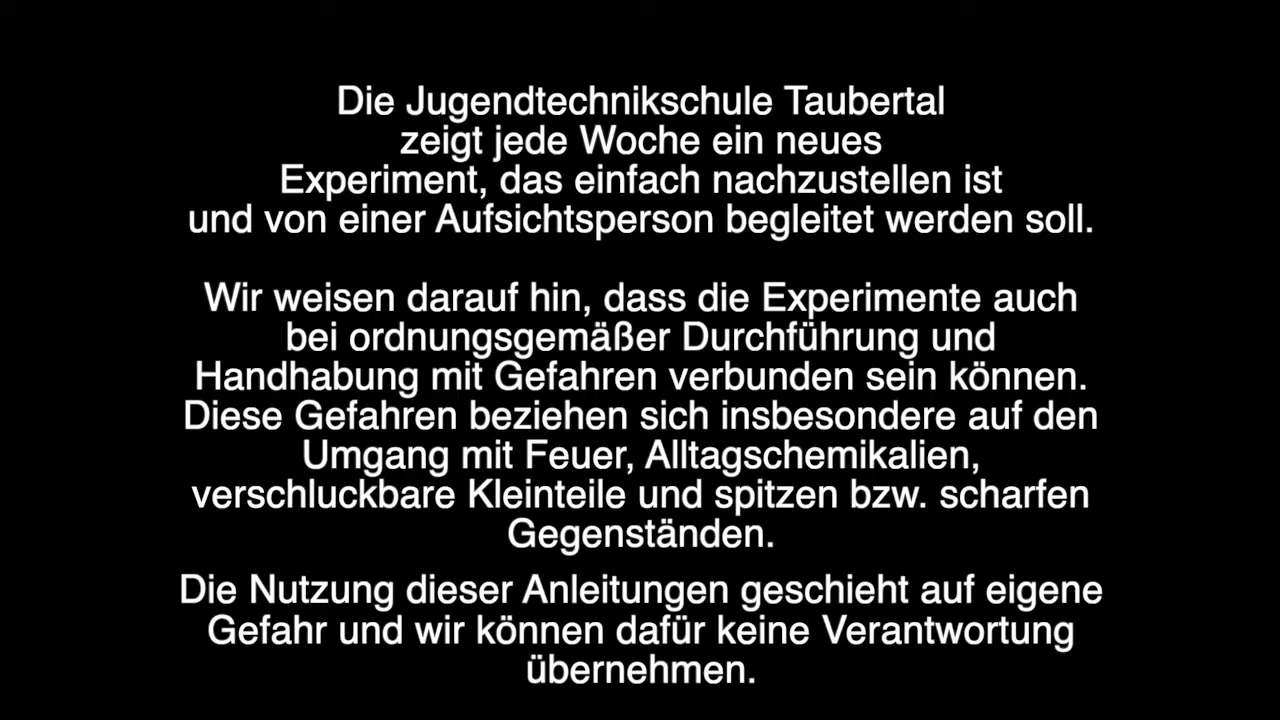 Die Jugendtechnikschule Taubertal
zeigt jede Woche ein neues
Experiment, das einfach nachzustellen ist
und von einer Aufsichtsperson begleitet werden soll.
Wir weisen darauf hin, dass die Experimente auch
bei ordnungsgemäßer Durchführung und
Handhabung mit Gefahren verbunden sein können.
Diese Gefahren beziehen sich insbesondere auf den
Umgang mit Feuer, Alltagschemikalien,
verschluckbare Kleinteile und spitzen bzw. scharfen
Gegenständen.
Die Nutzung dieser Anleitungen geschieht auf eigene
Gefahr und wir können dafür keine Verantwortung
übernehmen.